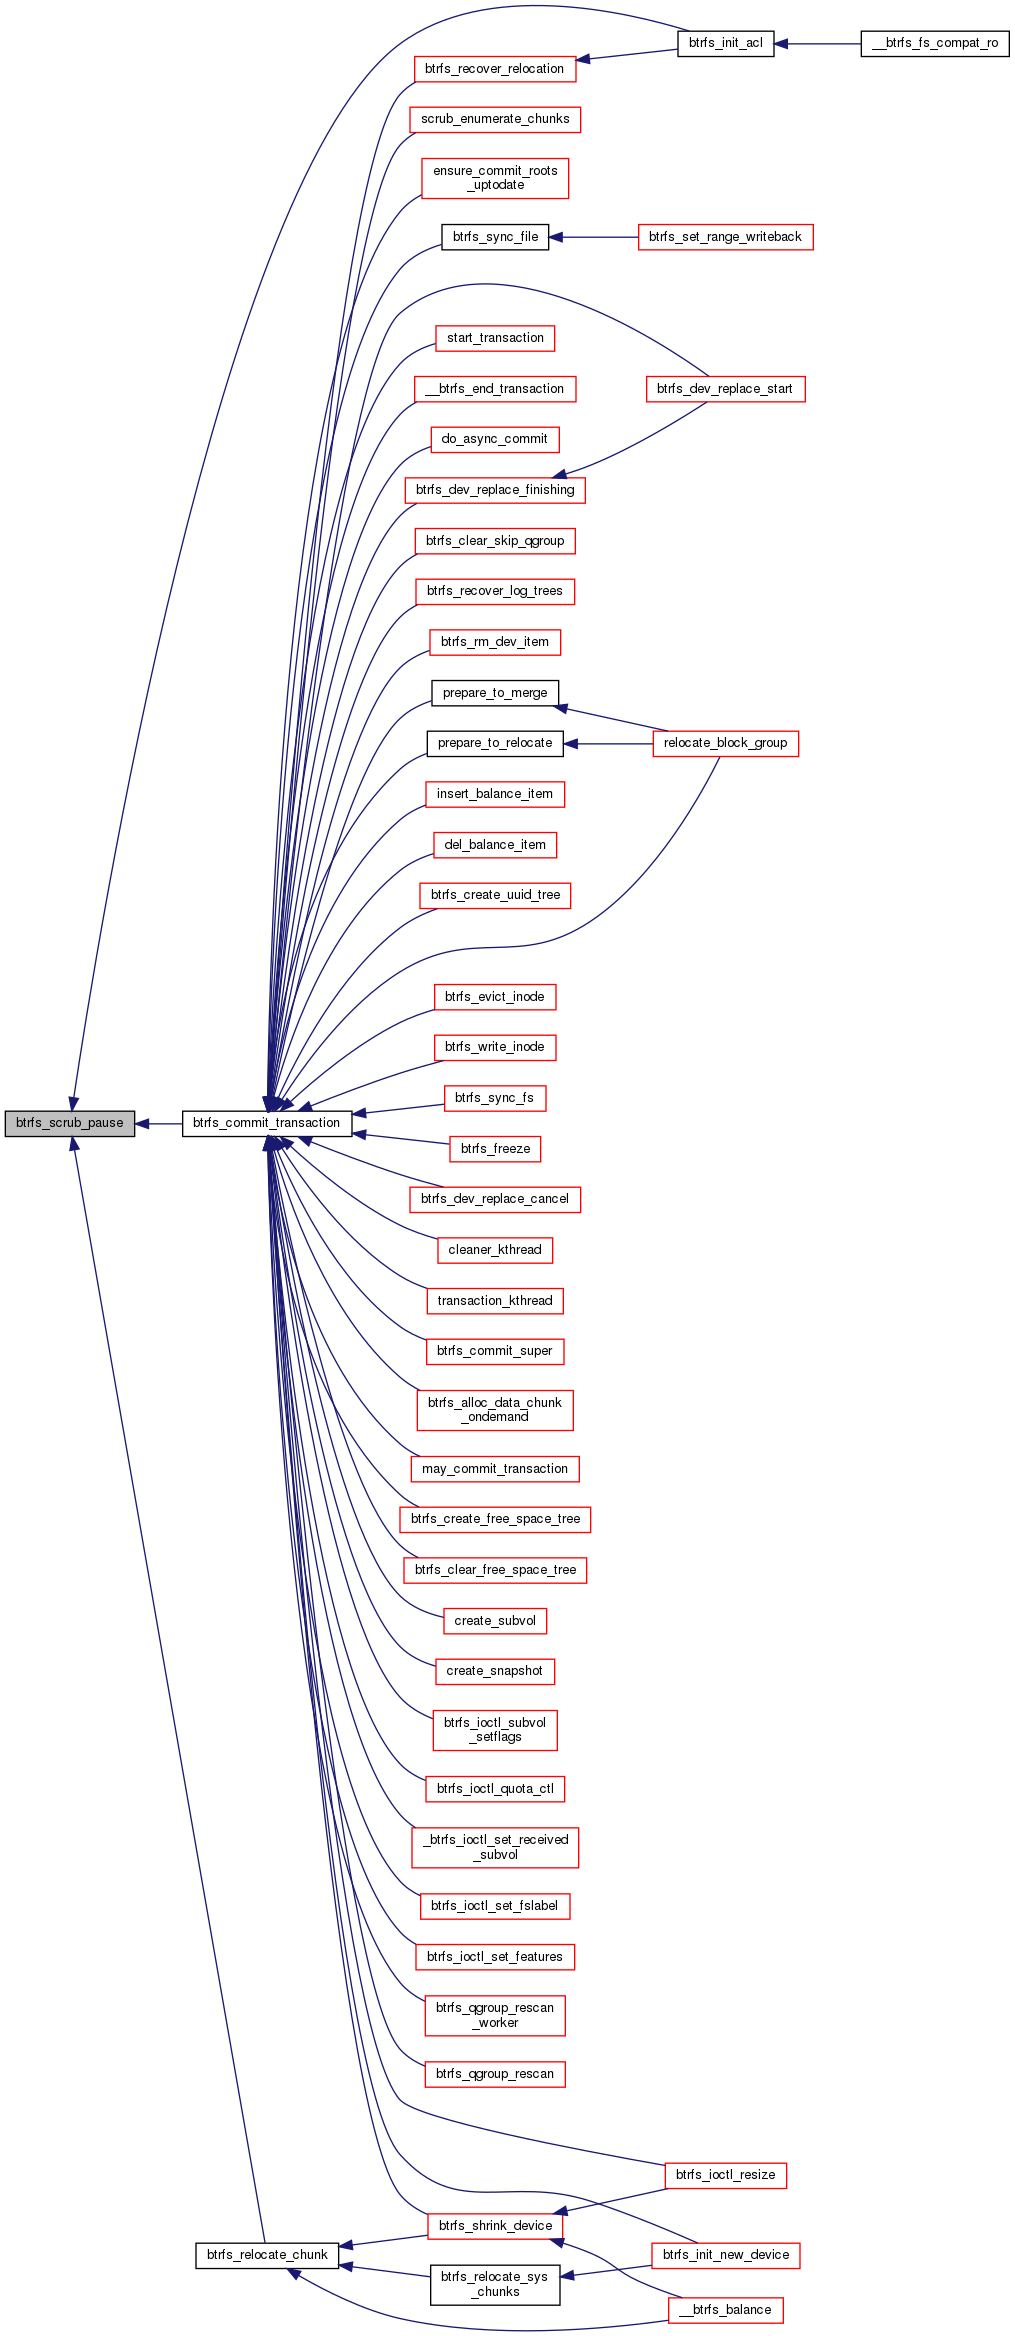 btrfs_init_acl
__btrfs_fs_compat_ro
btrfs_recover_relocation
scrub_enumerate_chunks
ensure_commit_roots
_uptodate
btrfs_sync_file
btrfs_set_range_writeback
start_transaction
btrfs_dev_replace_start
__btrfs_end_transaction
do_async_commit
btrfs_dev_replace_finishing
btrfs_clear_skip_qgroup
btrfs_recover_log_trees
btrfs_rm_dev_item
prepare_to_merge
prepare_to_relocate
relocate_block_group
insert_balance_item
del_balance_item
btrfs_create_uuid_tree
btrfs_evict_inode
btrfs_write_inode
btrfs_sync_fs
btrfs_scrub_pause
btrfs_commit_transaction
btrfs_freeze
btrfs_dev_replace_cancel
cleaner_kthread
transaction_kthread
btrfs_commit_super
btrfs_alloc_data_chunk
_ondemand
may_commit_transaction
btrfs_create_free_space_tree
btrfs_clear_free_space_tree
create_subvol
create_snapshot
btrfs_ioctl_subvol
_setflags
btrfs_ioctl_quota_ctl
_btrfs_ioctl_set_received
_subvol
btrfs_ioctl_set_fslabel
btrfs_ioctl_set_features
btrfs_qgroup_rescan
_worker
btrfs_qgroup_rescan
btrfs_ioctl_resize
btrfs_shrink_device
btrfs_relocate_chunk
btrfs_init_new_device
btrfs_relocate_sys
_chunks
__btrfs_balance